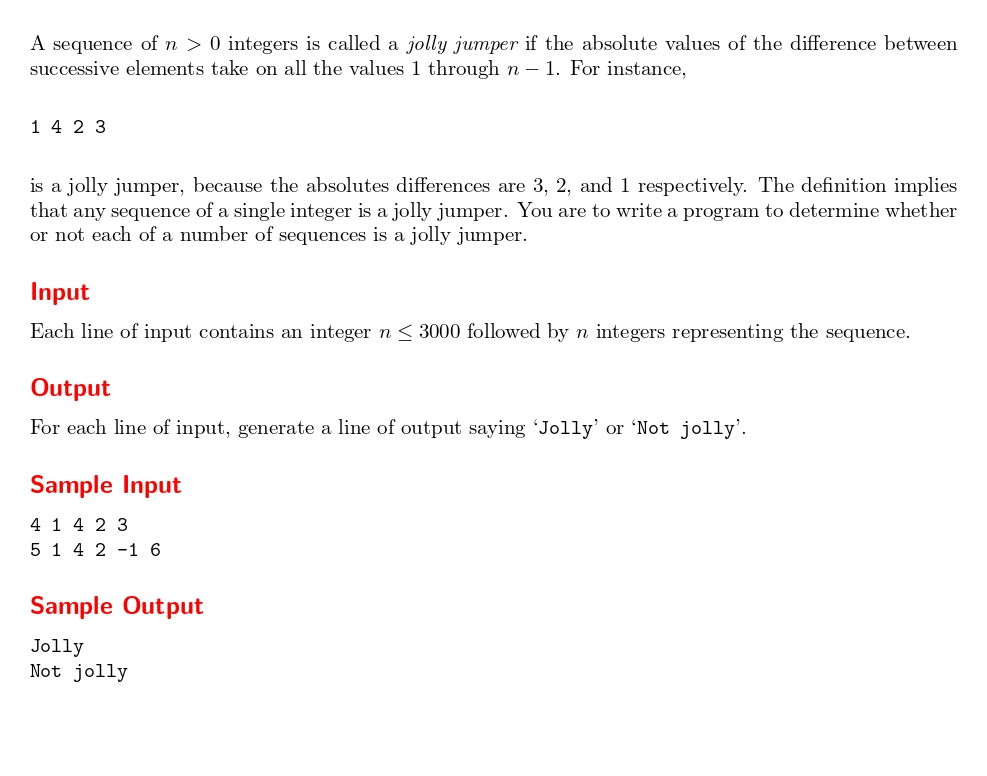 A sequence of n > 0 integers is called a jolly jumper if the absolute values of the difference between
successive elements take on all the values 1 through n − 1. For instance,
1 4 2 3
is a jolly jumper, because the absolutes differences are 3, 2, and 1 respectively. The definition implies
that any sequence of a single integer is a jolly jumper. You are to write a program to determine whether
or not each of a number of sequences is a jolly jumper.
Input
Each line of input contains an integer n ≤ 3000 followed by n integers representing the sequence.
Output
For each line of input, generate a line of output saying ‘Jolly’ or ‘Not jolly’.
Sample Input
4 1 4 2 3
5 1 4 2 -1 6
Sample Output
Jolly
Not jolly